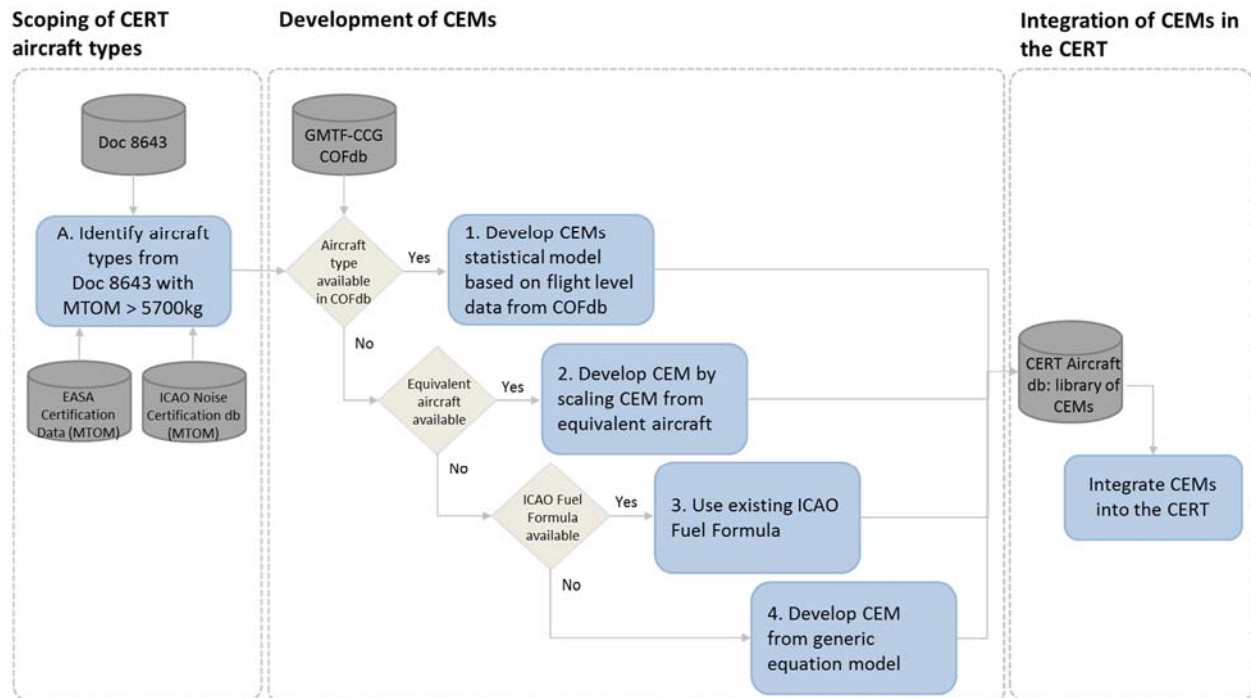 Scoping of CERT
aircraft types
Development of CEMs
Integration of CEMs in
the CERT
Doc 8643
A. Identify aircraft
types from
Doc 8643 with
MTOM > 5700kg
EASA
Certification
Data (MTOM)
ICAO Noise
Certification db
(MTOM)
GMTF-CCG
COFdb
Aircraft
type
available
in COFdb
Yes
1. Develop CEMs
statistical model
based on flight level
data from COFdb
No
Equivalent
aircraft
available
Yes
2. Develop CEM by
scaling CEM from
equivalent aircraft
No
ICAO Fuel
Formula
available
Yes
3. Use existing ICAO
Fuel Formula
No
4. Develop CEM
from generic
equation model
CERT Aircraft
db: library of
CEMs
Integrate CEMs
into the CERT